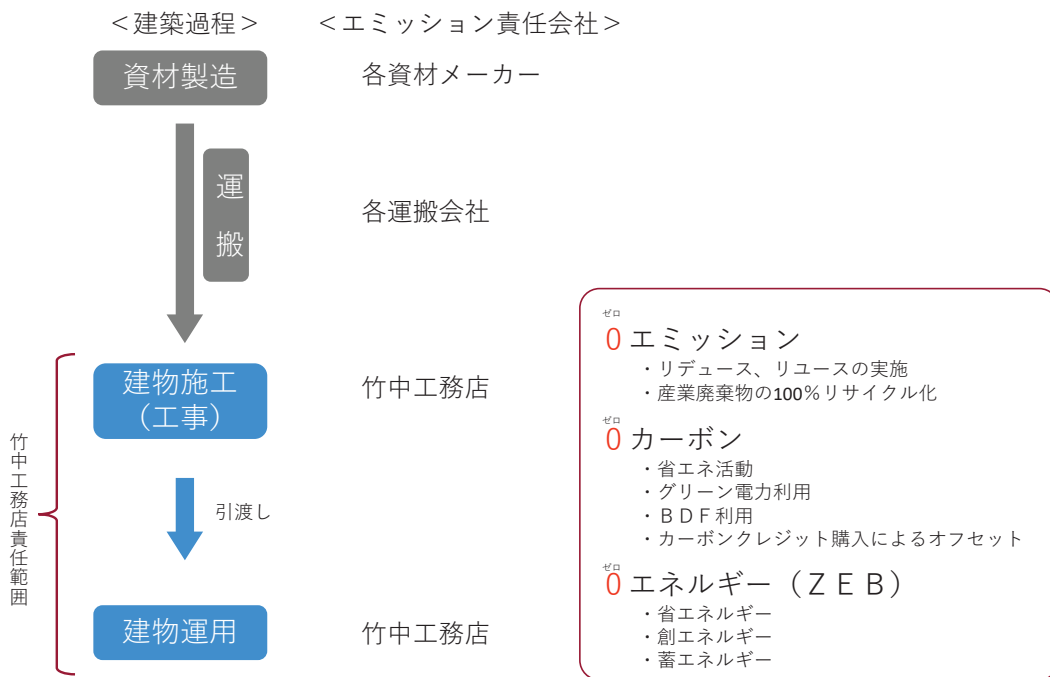 ＜建築過程＞ ＜エミッション責任会社＞
資材製造 各資材メーカー
運搬 各運搬会社
建物施工
（工事）
竹中工務店
引渡し
建物運用 竹中工務店
竹中工務店責任範囲
ゼロ
0 エミッション
・リデュース、リユースの実施
・産業廃棄物の100％リサイクル化
ゼロ
0 カーボン
・省エネ活動
・グリーン電力利用
・ＢＤＦ利用
・カーボンクレジット購入によるオフセット
ゼロ
0 エネルギー（ＺＥＢ）
・省エネルギー
・創エネルギー
・蓄エネルギー